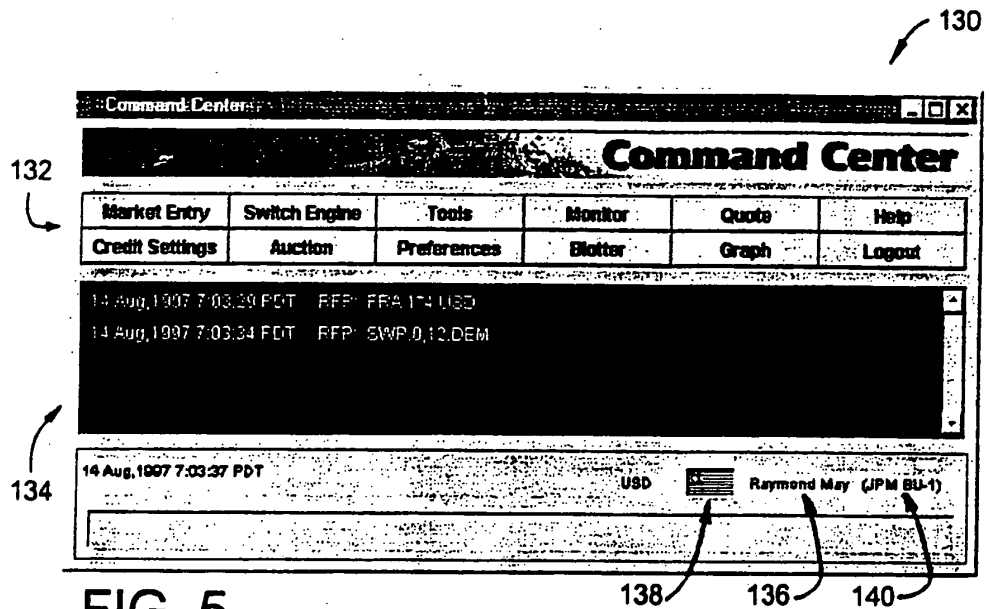 130
Command Center
Command Center
132
Market Entry Switch Engine Tools Monitor Quote Help
Credit Settings Auction Preferences Blotter Graph Logout
14 Aug,1997 7:03:29 PDT RFP: FRA 1*4 USD
14 Aug,1997 7:03:34 PDT RFP: SWP.0,12.DEM
134
14 Aug,1997 7:03:37 PDT
USD Raymond May (JPM BU-1)
138 136 140
FIG. 5